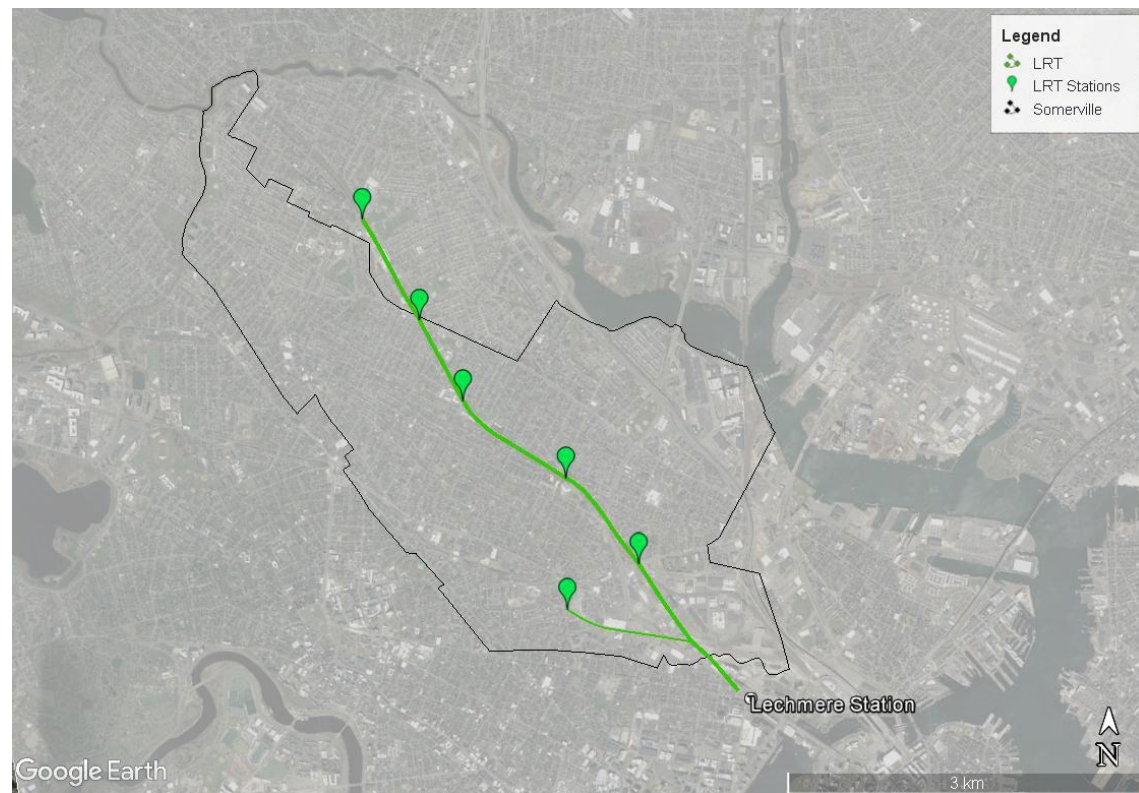 Legend
LRT
LRT Stations
Somerville
Lechmere Station
N
Google Earth
3 km